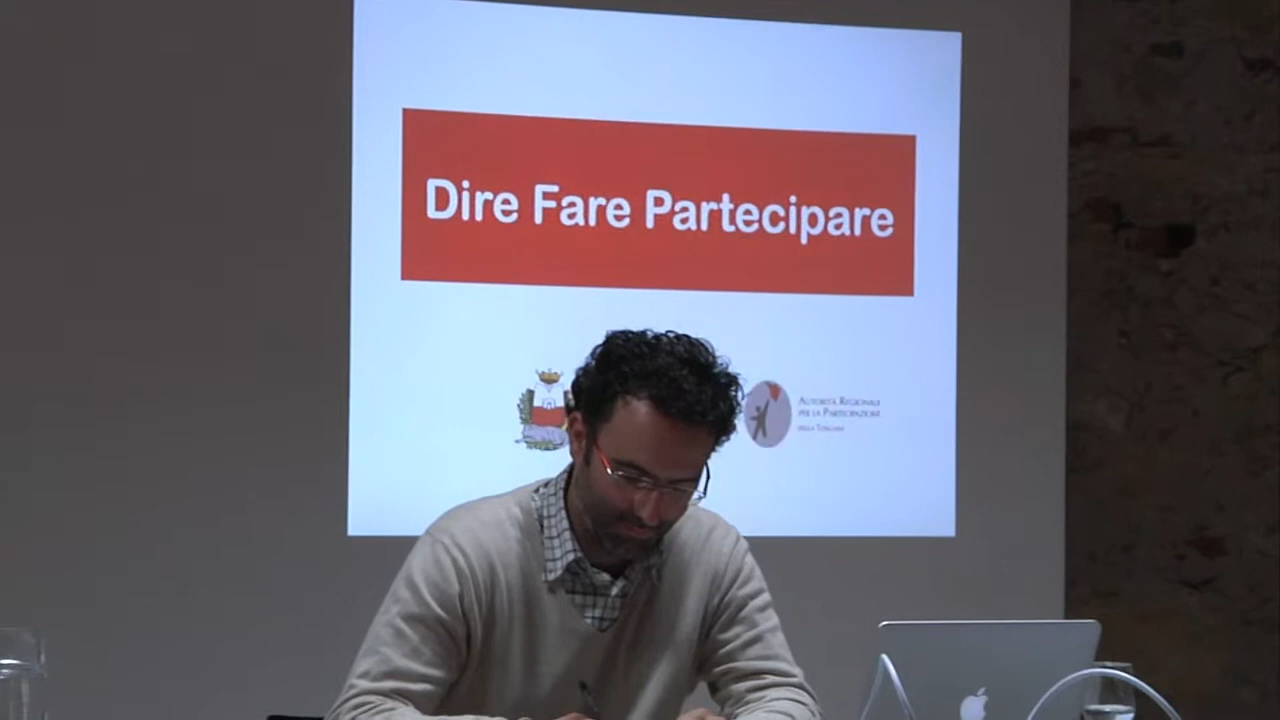 Dire Fare Partecipare
AUTORITÀ REGIONALE
PER LA PARTECIPAZIONE
DELLA TOSCANA